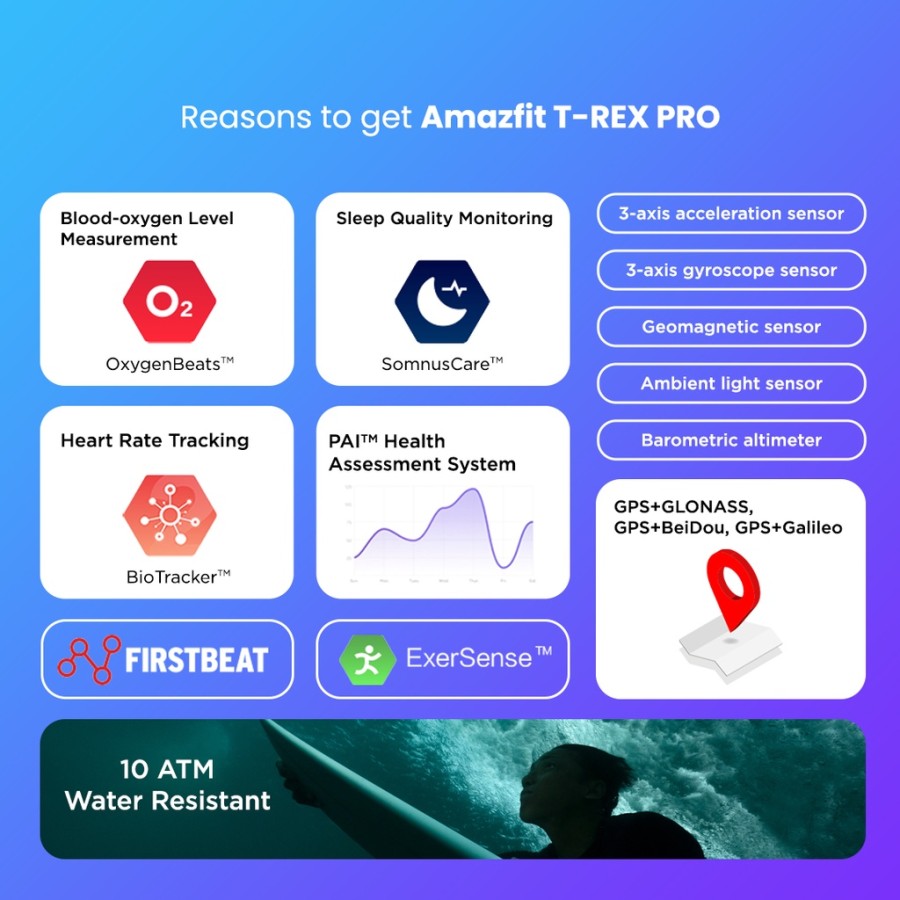 Reasons to get Amazfit T-REX PRO
Blood-oxygen Level
Measurement
O2
OxygenBeats™
Sleep Quality Monitoring
SomnusCare™
3-axis acceleration sensor
3-axis gyroscope sensor
Geomagnetic sensor
Ambient light sensor
Barometric altimeter
Heart Rate Tracking
BioTracker™
PAI™ Health
Assessment System
GPS+GLONASS,
GPS+BeiDou, GPS+Galileo
FIRSTBEAT
ExerSense™
10 ATM
Water Resistant